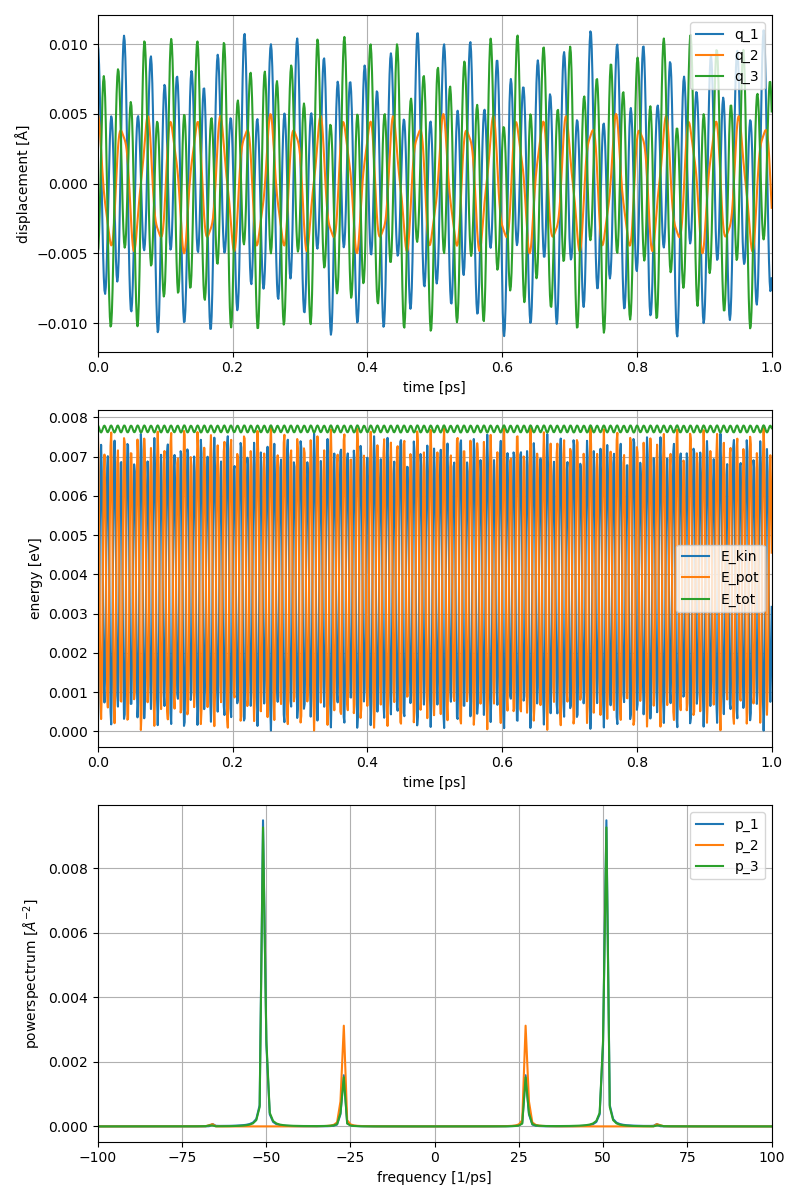 0.010
0.005
0.000
−0.005
−0.010
displacement [Å]
q_1
q_2
q_3
0.0 0.2 0.4 0.6 0.8 1.0
time [ps]
0.008
0.007
0.006
0.005
0.004
0.003
0.002
0.001
0.000
energy [eV]
E_kin
E_pot
E_tot
0.0 0.2 0.4 0.6 0.8 1.0
time [ps]
0.008
0.006
0.004
0.002
0.000
powerspectrum [Å⁻²]
p_1
p_2
p_3
−100 −75 −50 −25 0 25 50 75 100
frequency [1/ps]